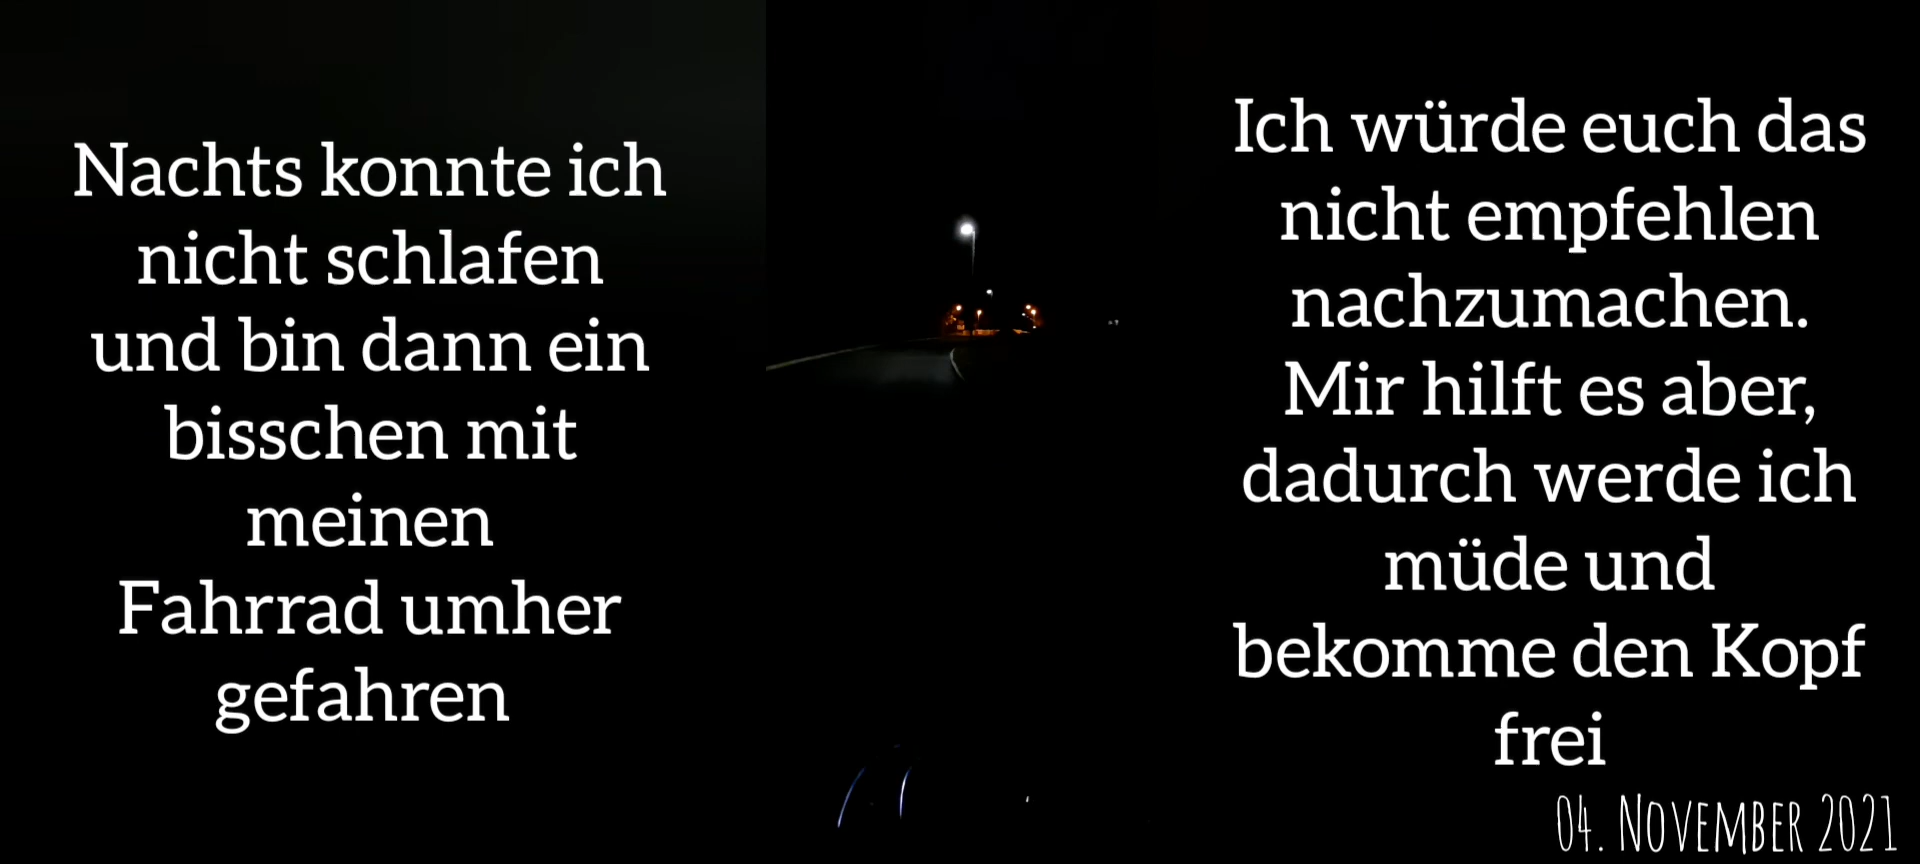 Nachts konnte ich
nicht schlafen
und bin dann ein
bisschen mit
meinen
Fahrrad umher
gefahren
Ich würde euch das
nicht empfehlen
nachzumachen.
Mir hilft es aber,
dadurch werde ich
müde und
bekomme den Kopf
frei
04. November 2021